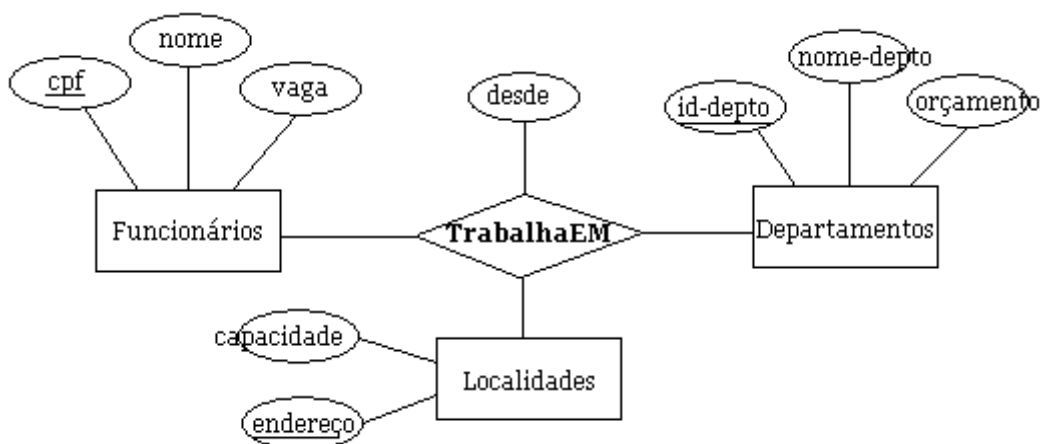 nome
cpf
vaga
desde
nome-depto
id-depto
orçamento
Funcionários
TrabalhaEM
Departamentos
capacidade
Localidades
endereço